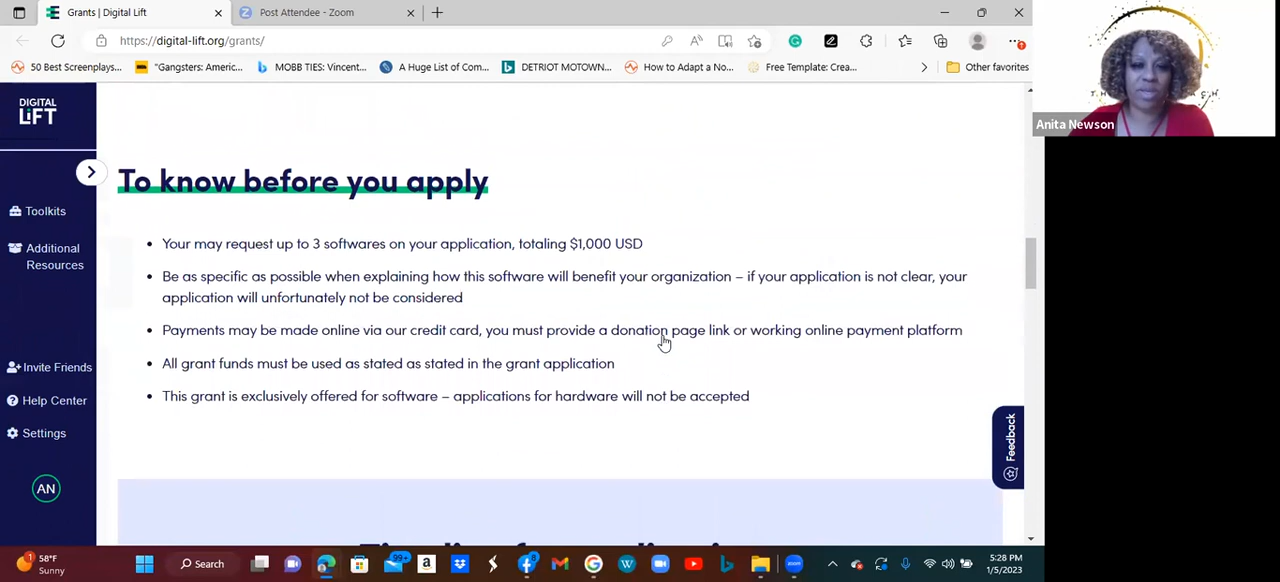 Grants | Digital Lift
Post Attendee - Zoom
https://digital-lift.org/grants/
50 Best Screenplays...
"Gangsters: Americ...
MOBB TIES: Vincent...
A Huge List of Com...
DETRIOT MOTOWN...
How to Adapt a No...
Free Template: Crea...
Other favorites
DIGITAL
LiFT
Toolkits
Additional
Resources
Invite Friends
Help Center
Settings
AN
To know before you apply
• Your may request up to 3 softwares on your application, totaling $1,000 USD
• Be as specific as possible when explaining how this software will benefit your organization – if your application is not clear, your
application will unfortunately not be considered
• Payments may be made online via our credit card, you must provide a donation page link or working online payment platform
• All grant funds must be used as stated as stated in the grant application
• This grant is exclusively offered for software – applications for hardware will not be accepted
Feedback
Anita Newson
58°F
Sunny
Search
99+
8
5:28 PM
1/5/2023